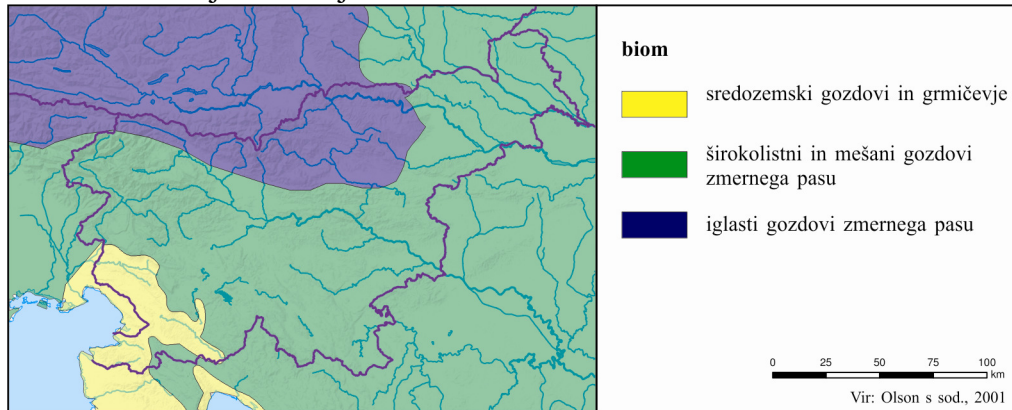 biom
sredozemski gozdovi in grmičevje
širokolistni in mešani gozdovi
zmernega pasu
iglasti gozdovi zmernega pasu
0 25 50 75 100
km
Vir: Olson s sod., 2001